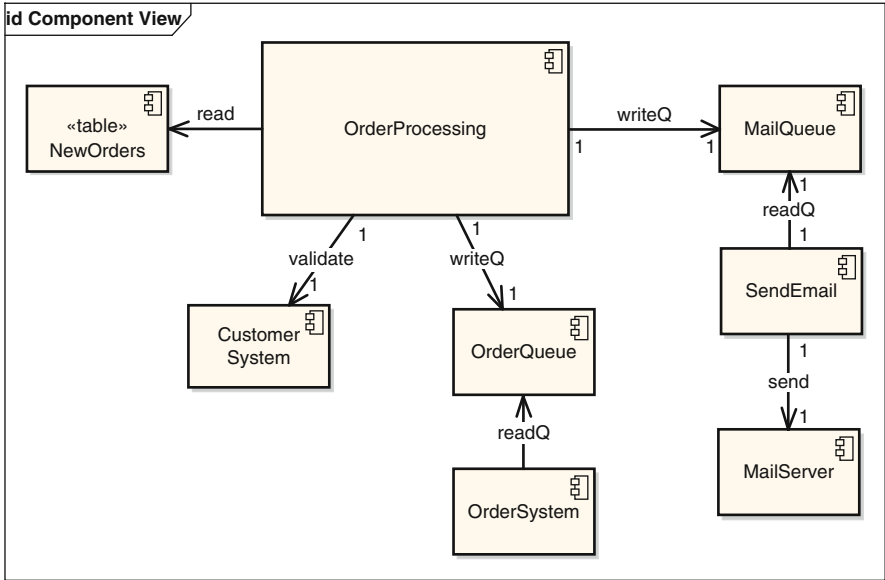 id Component View
«table»
NewOrders
read
OrderProcessing
writeQ
1
1
MailQueue
1
readQ
1
SendEmail
1
validate
1
1
writeQ
1
Customer
System
OrderQueue
readQ
OrderSystem
1
send
1
MailServer